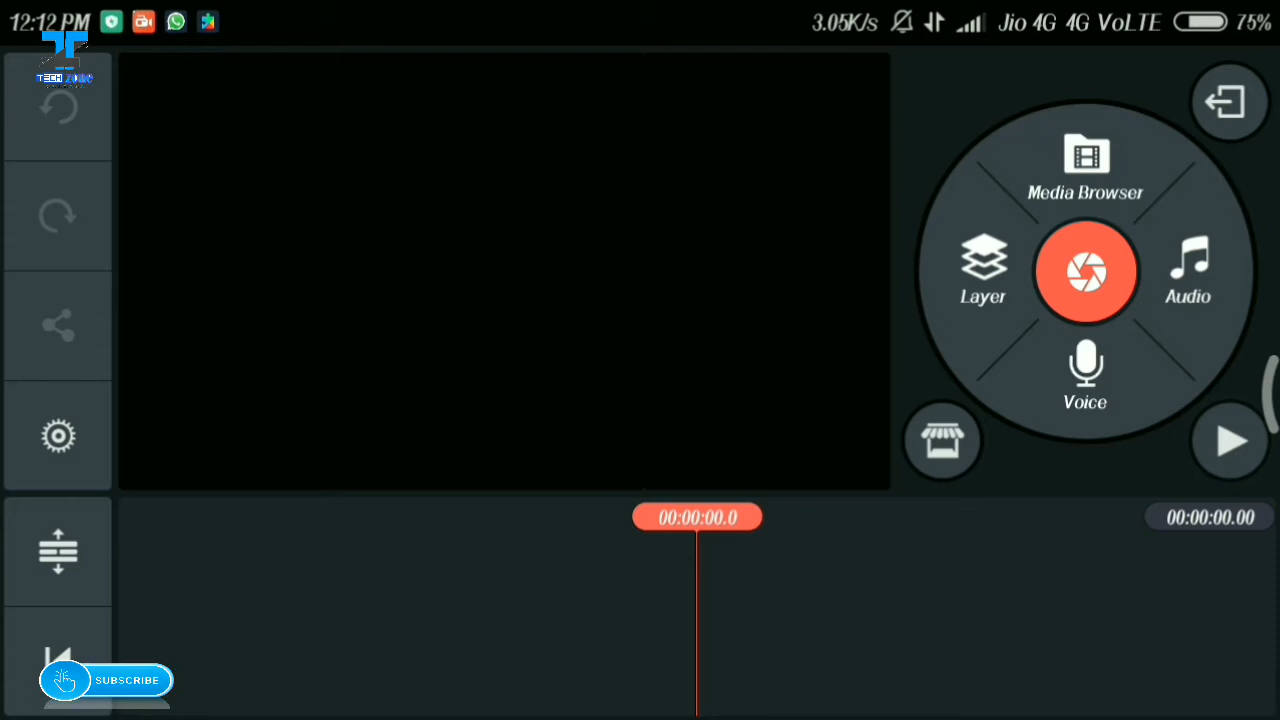 12:12 PM
3.05K/s Jio 4G 4G VoLTE 75%
TECH
Media Browser
Layer
Audio
Voice
00:00:00.0
00:00:00.00
SUBSCRIBE